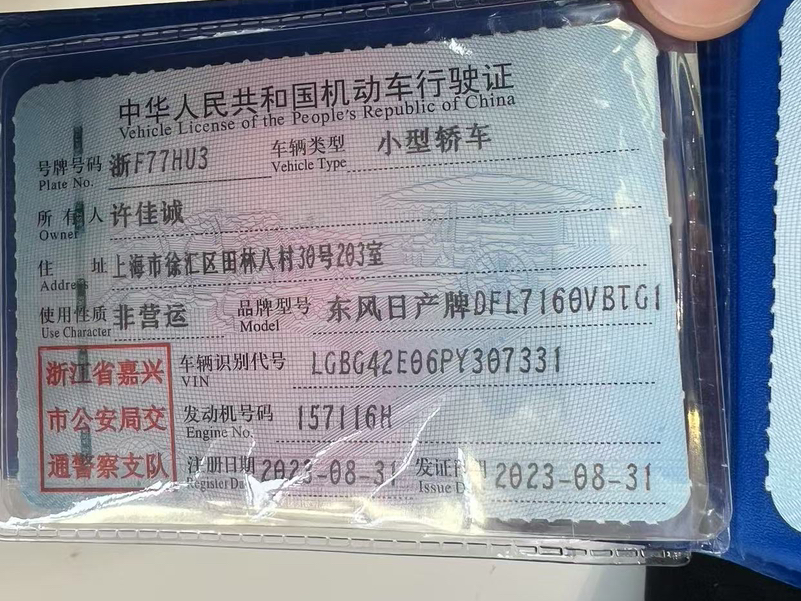 中华人民共和国机动车行驶证
Vehicle License of the People's Republic of China
号牌号码 浙F77HU3 车辆类型 小型轿车
Plate No. Vehicle Type
所有人 许佳诚
Owner
住址 上海市徐汇区田林八村30号203室
Address
使用性质 非营运 品牌型号 东风日产牌DFL7160VBTG1
Use Character Model
浙江省嘉兴
市公安局交
通警察支队
车辆识别代号 LGBG42E06PY307331
VIN
发动机号码 157116H
Engine No.
注册日期 2023-08-31 发证 2023-08-31
Register Issue